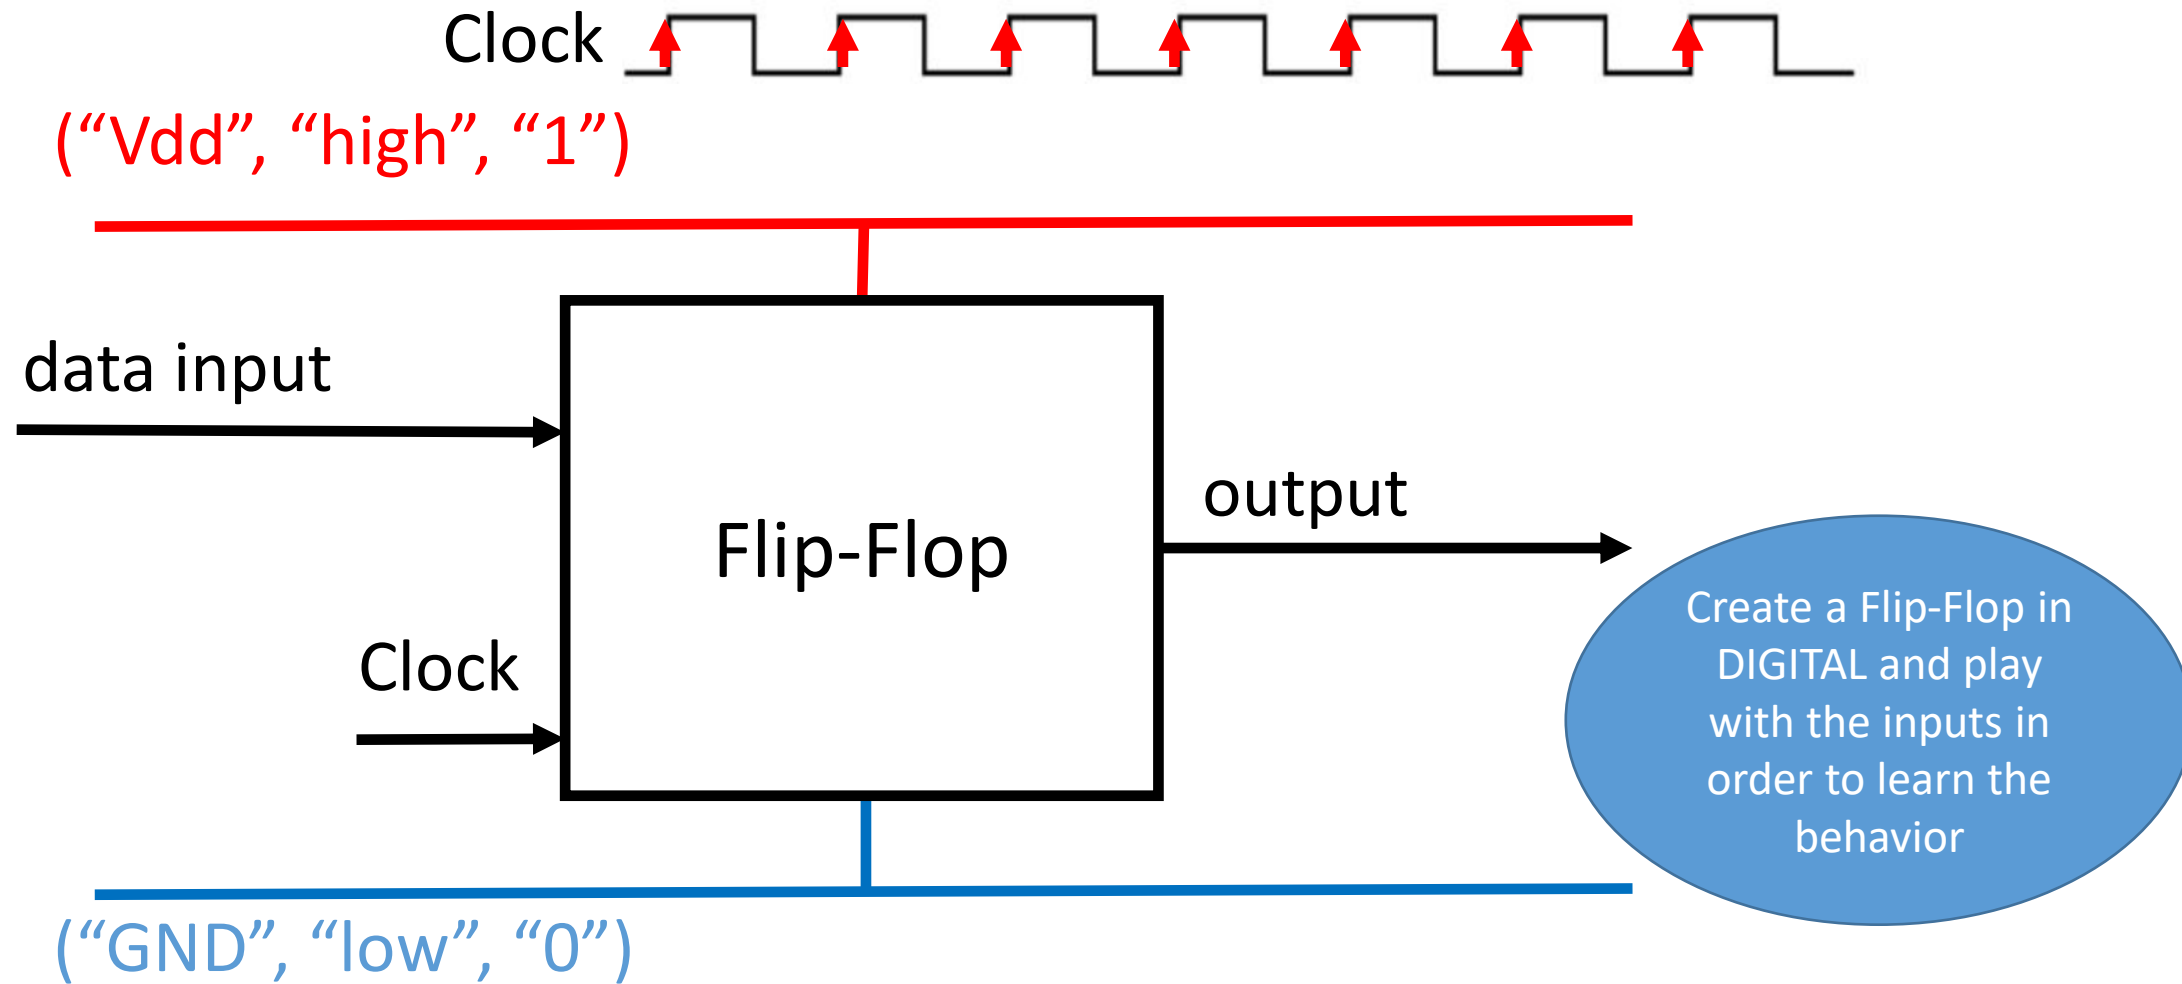 Clock
(“Vdd”, “high”, “1”)
data input
output
Flip-Flop
Clock
Create a Flip-Flop in
DIGITAL and play
with the inputs in
order to learn the
behavior
(“GND”, “low”, “0”)